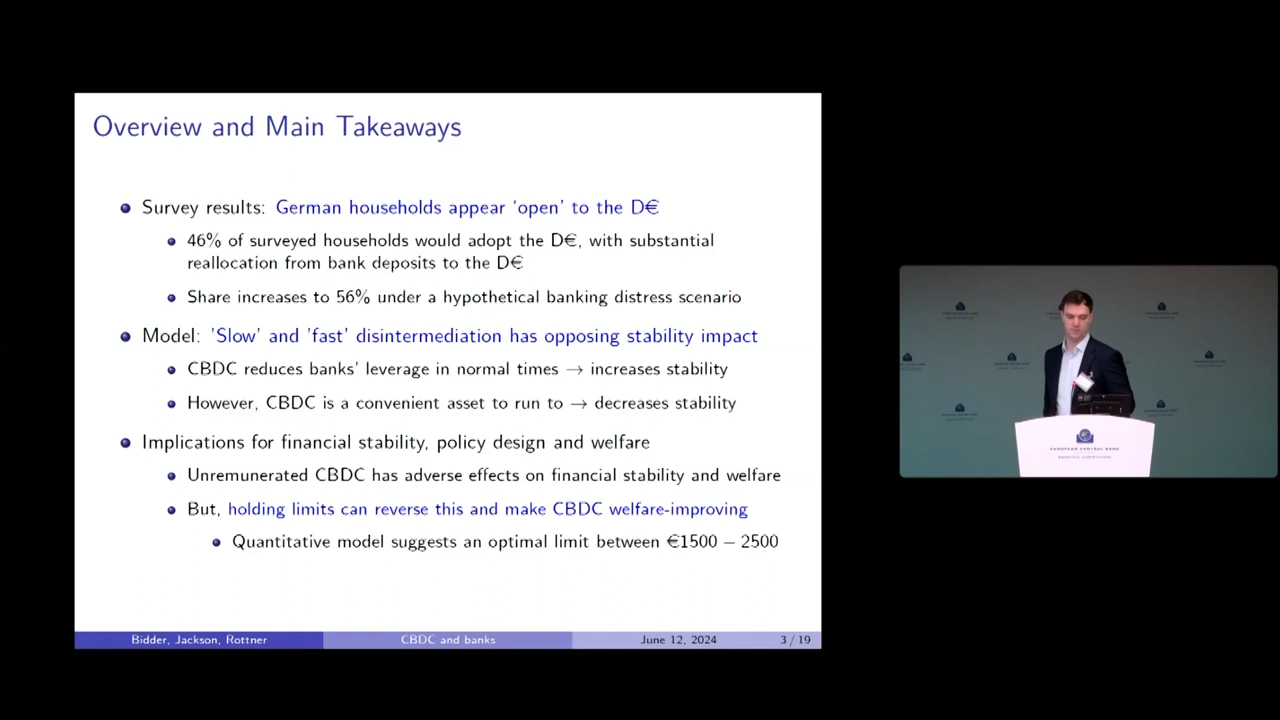 Overview and Main Takeaways
Survey results: German households appear ‘open’ to the D€
46% of surveyed households would adopt the D€, with substantial
reallocation from bank deposits to the D€
Share increases to 56% under a hypothetical banking distress scenario
Model: 'Slow' and 'fast' disintermediation has opposing stability impact
CBDC reduces banks' leverage in normal times → increases stability
However, CBDC is a convenient asset to run to → decreases stability
Implications for financial stability, policy design and welfare
Unremunerated CBDC has adverse effects on financial stability and welfare
But, holding limits can reverse this and make CBDC welfare-improving
Quantitative model suggests an optimal limit between €1500 – 2500
Bidder, Jackson, Rottner
CBDC and banks
June 12, 2024
3 / 19
EUROPEAN CENTRAL BANK
BANKING SUPERVISION